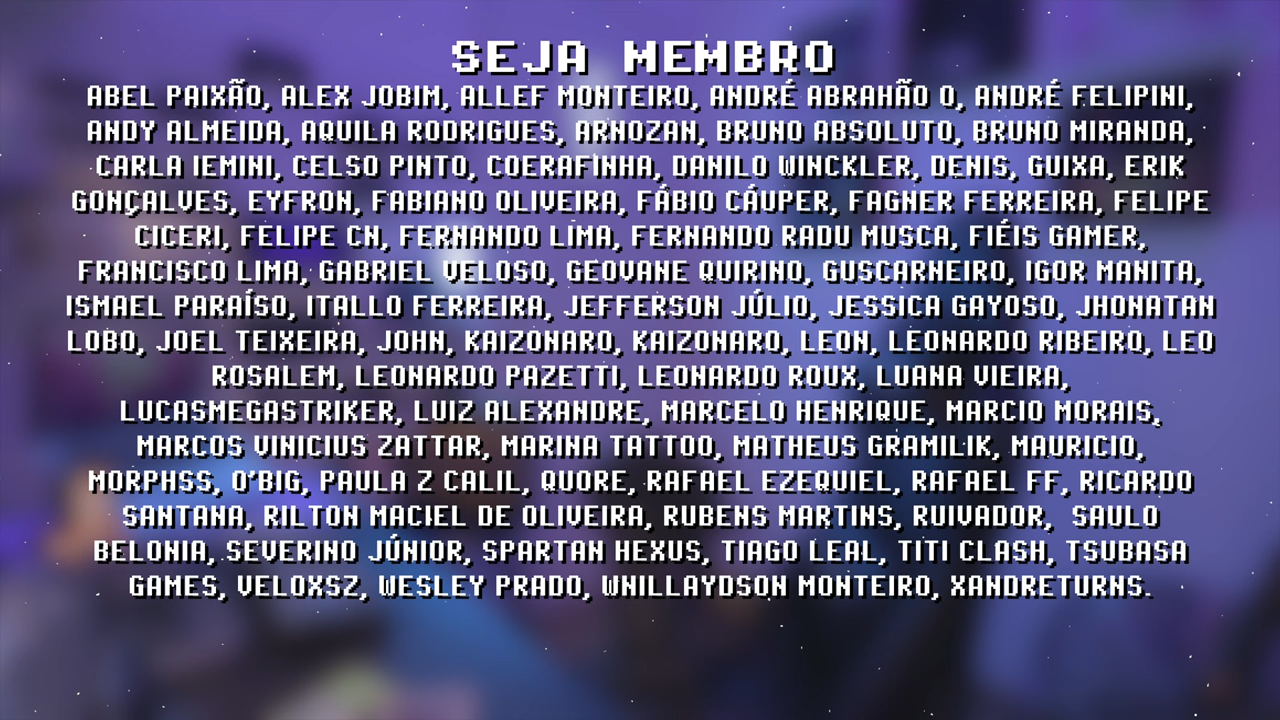 SEJA MEMBRO
ABEL PAIXÃO, ALEX JOBIM, ALLEF MONTEIRO, ANDRÉ ABRAHÃO O, ANDRÉ FELIPINI,
ANDY ALMEIDA, AQUILA RODRIGUES, ARNOZAN, BRUNO ABSOLUTO, BRUNO MIRANDA,
CARLA IEMINI, CELSO PINTO, COERAFINHA, DANILO WINCKLER, DENIS, GUIXA, ERIK
GONÇALVES, EYFRON, FABIANO OLIVEIRA, FÁBIO CÁUPER, FAGNER FERREIRA, FELIPE
CICERI, FELIPE CN, FERNANDO LIMA, FERNANDO RADU MUSCA, FIÉIS GAMER,
FRANCISCO LIMA, GABRIEL VELOSO, GEOVANE QUIRINO, GUSCARNEIRO, IGOR MANITA,
ISMAEL PARAÍSO, ITALLO FERREIRA, JEFFERSON JÚLIO, JESSICA GAYOSO, JHONATAN
LOBO, JOEL TEIXEIRA, JOHN, KAIZONARO, KAIZONARO, LEON, LEONARDO RIBEIRO, LEO
ROSALEM, LEONARDO PAZETTI, LEONARDO ROUX, LUANA VIEIRA,
LUCASMEGASTRIKER, LUIZ ALEXANDRE, MARCELO HENRIQUE, MARCIO MORAIS,
MARCOS VINICIUS ZATTAR, MARINA TATTOO, MATHEUS GRAMILIK, MAURICIO,
MORPHSS, O'BIG, PAULA Z CALIL, QUORE, RAFAEL EZEQUIEL, RAFAEL FF, RICARDO
SANTANA, RILTON MACIEL DE OLIVEIRA, RUBENS MARTINS, RUIVADOR, SAULO
BELONIA, SEVERINO JÚNIOR, SPARTAN HEXUS, TIAGO LEAL, TITI CLASH, TSUBASA
GAMES, VELOXSZ, WESLEY PRADO, WNILLAYDSON MONTEIRO, XANDRETURNS.